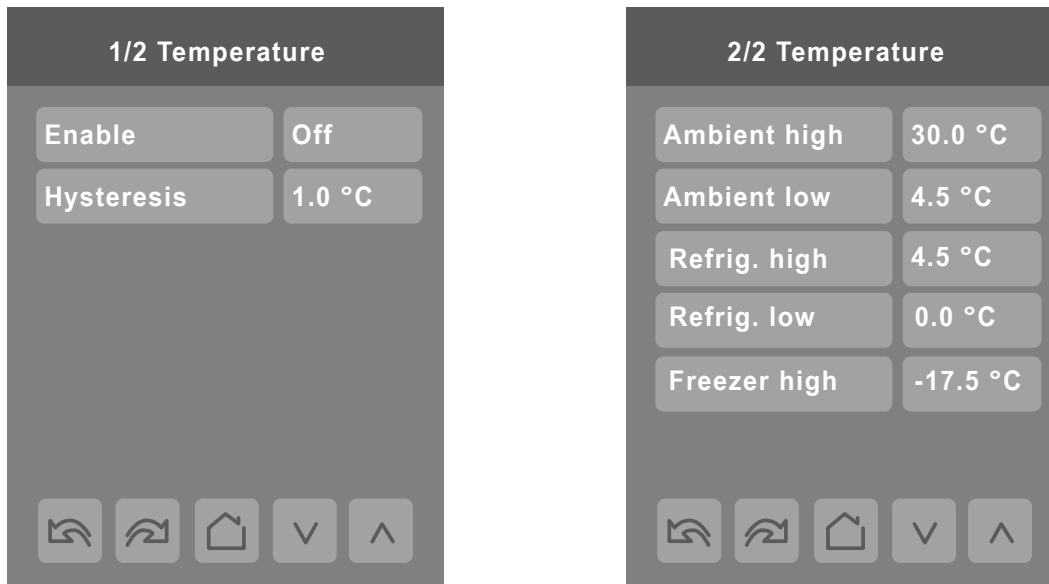 1/2 Temperature
Enable Off
Hysteresis 1.0 °C
2/2 Temperature
Ambient high 30.0 °C
Ambient low 4.5 °C
Refrig. high 4.5 °C
Refrig. low 0.0 °C
Freezer high -17.5 °C